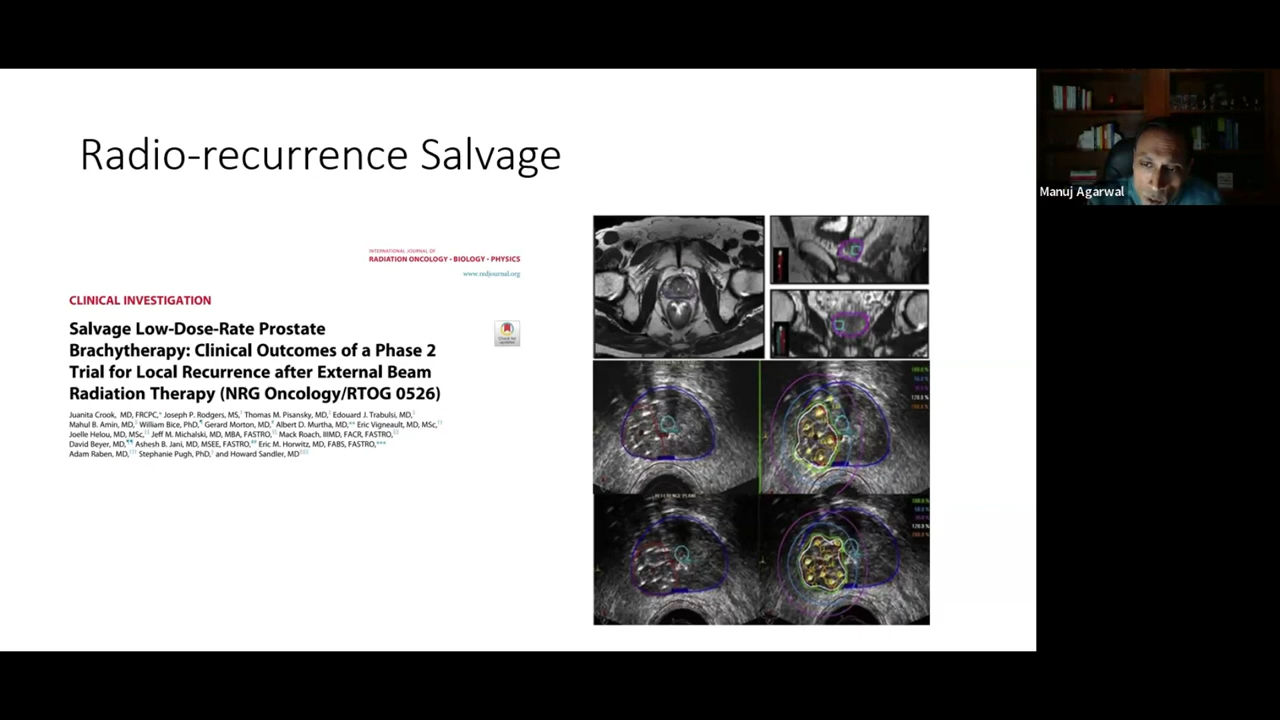 Radio-recurrence Salvage
Manuj Agarwal
INTERNATIONAL JOURNAL OF
RADIATION ONCOLOGY • BIOLOGY • PHYSICS
www.redjournal.org
CLINICAL INVESTIGATION
Salvage Low-Dose-Rate Prostate
Brachytherapy: Clinical Outcomes of a Phase 2
Trial for Local Recurrence after External Beam
Radiation Therapy (NRG Oncology/RTOG 0526)
Check for
updates
Juanita Crook, MD, FRCPC,* Joseph P. Rodgers, MS, Thomas M. Pisansky, MD, Edouard J. Trabulsi, MD,
Mahul B. Amin, MD, William Bice, PhD, Gerard Morton, MD, Albert D. Murtha, MD,** Eric Vigneault, MD, MSc,
Joelle Helou, MD, MSc, Jeff M. Michalski, MD, MBA, FASTRO, Mack Roach, IIIMD, FACR, FASTRO,
David Beyer, MD,¶¶ Ashesh B. Jani, MD, MSEE, FASTRO,## Eric M. Horwitz, MD, FABS, FASTRO,***
Adam Raben, MD, Stephanie Pugh, PhD, and Howard Sandler, MD
REFERENCE PLANE